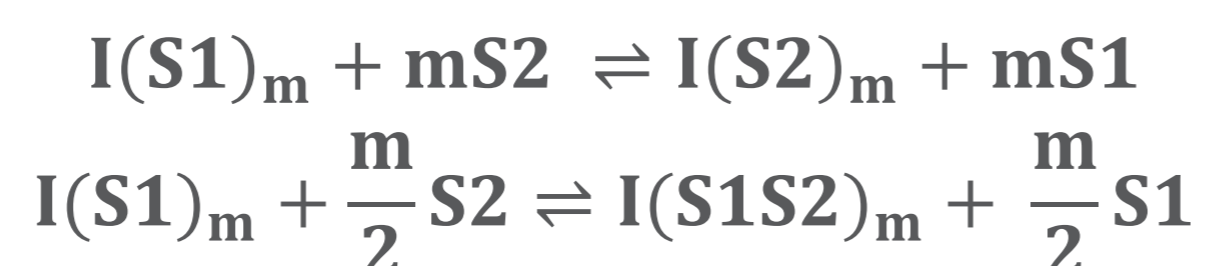 I(S1)ₘ + mS2 ⇌ I(S2)ₘ + mS1
I(S1)ₘ + m/2 S2 ⇌ I(S1S2)ₘ + m/2 S1